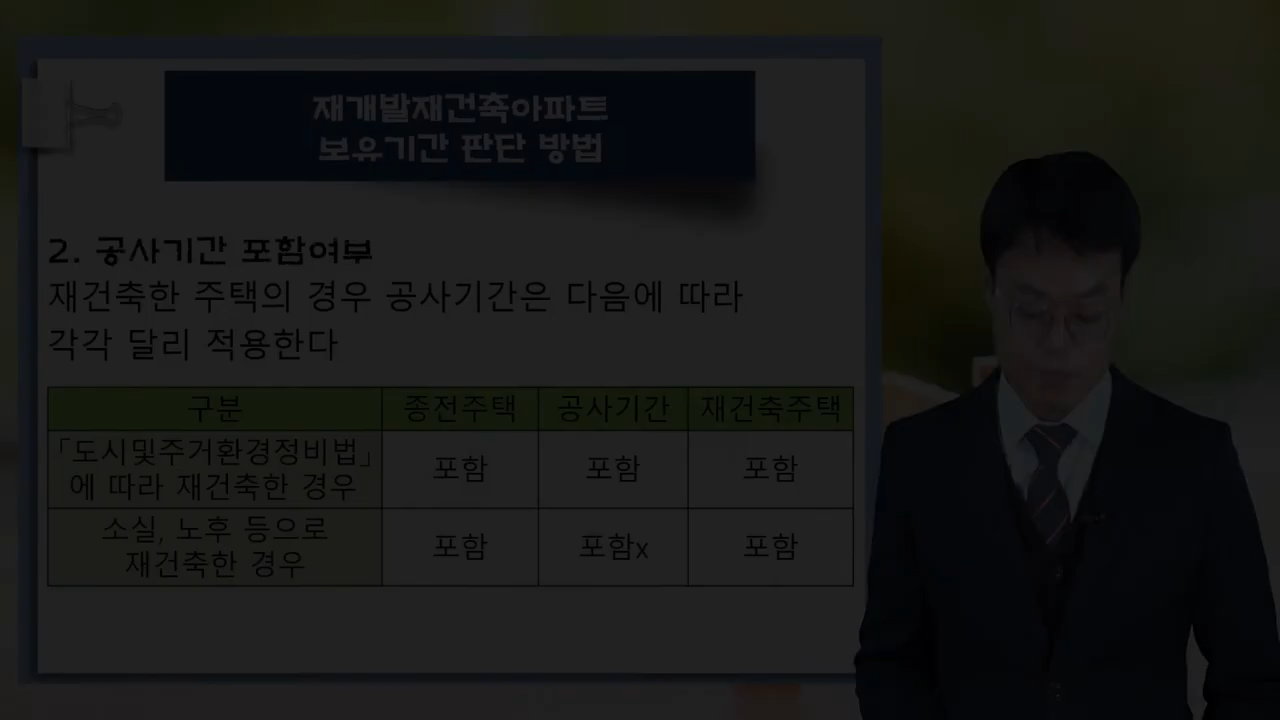 재개발재건축아파트
보유기간 판단 방법
2. 공사기간 포함여부
재건축한 주택의 경우 공사기간은 다음에 따라
각각 달리 적용한다
구분 종전주택 공사기간 재건축주택
「도시및주거환경정비법」
에 따라 재건축한 경우 포함 포함 포함
소실, 노후 등으로
재건축한 경우 포함 포함x 포함